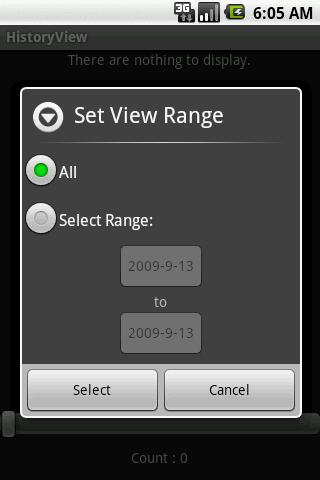 3G 6:05 AM
HistoryView
There are nothing to display.
Set View Range
All
Select Range:
2009-9-13
to
2009-9-13
Select Cancel
Count : 0